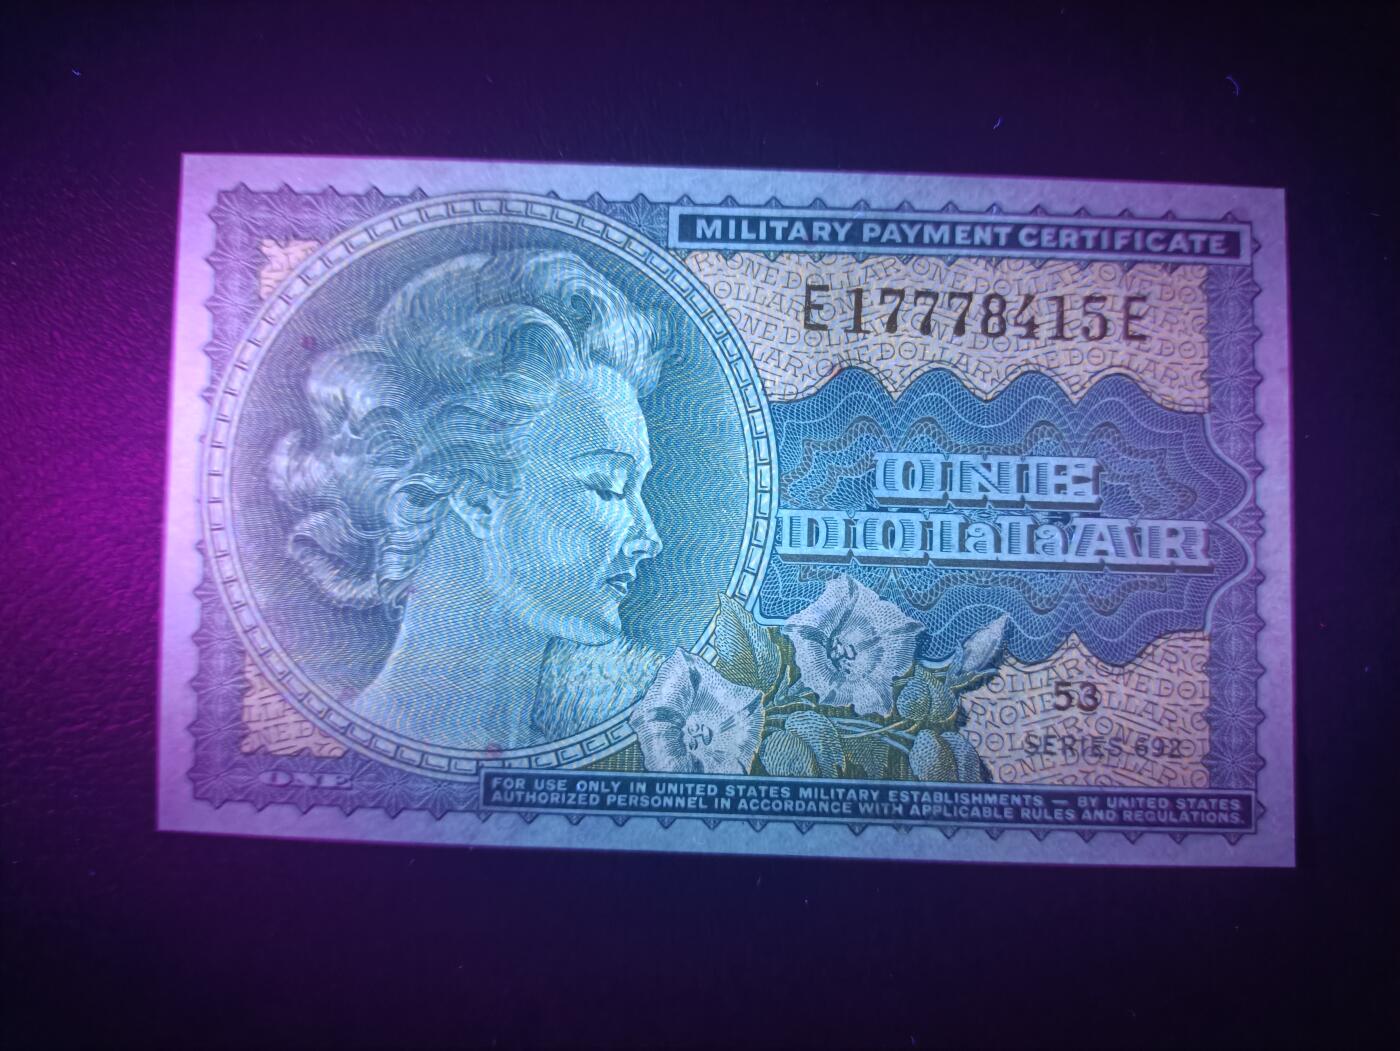 MILITARY PAYMENT CERTIFICATE
E17778415E
ONE
DOLLAR
53
SERIES 692
ONE
FOR USE ONLY IN UNITED STATES MILITARY ESTABLISHMENTS — BY UNITED STATES
AUTHORIZED PERSONNEL IN ACCORDANCE WITH APPLICABLE RULES AND REGULATIONS.